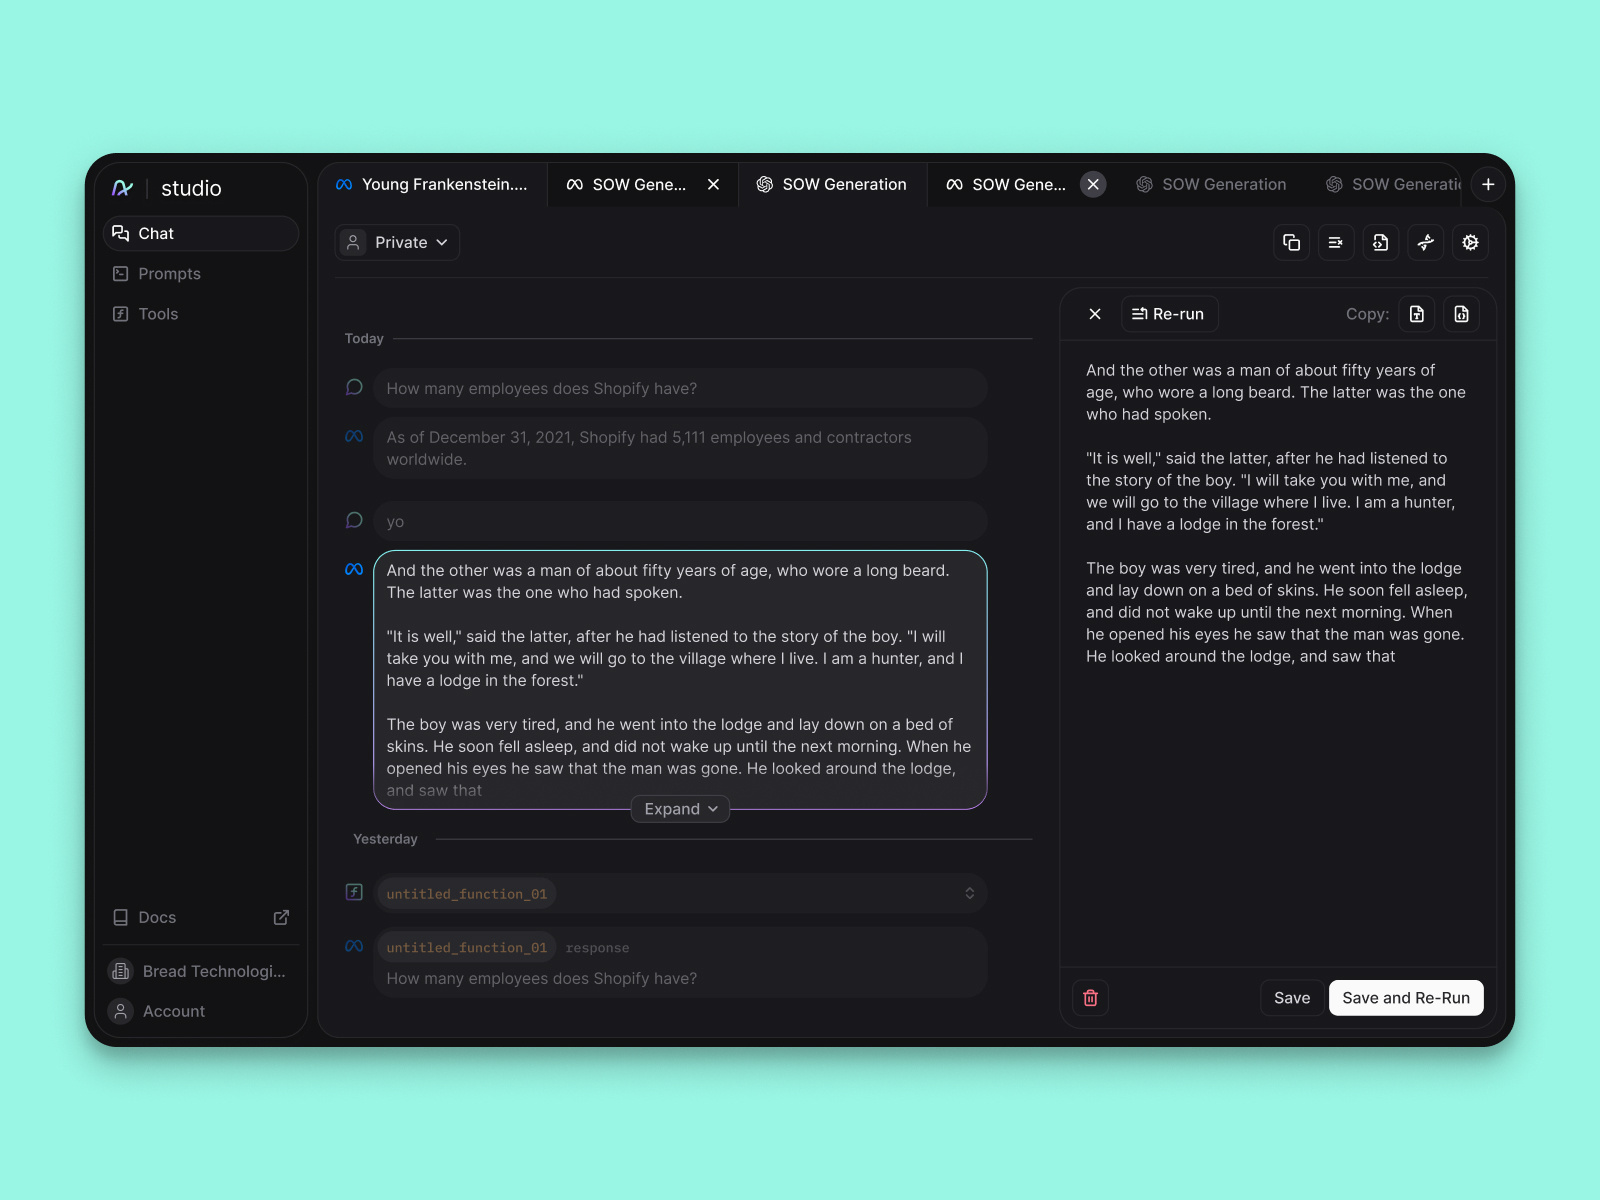 studio
Chat
Prompts
Tools
Docs
Bread Technologi...
Account
Young Frankenstein....
SOW Gene...
SOW Generation
SOW Gene...
SOW Generation
SOW Generati
Private
Today
How many employees does Shopify have?
As of December 31, 2021, Shopify had 5,111 employees and contractors
worldwide.
yo
And the other was a man of about fifty years of age, who wore a long beard.
The latter was the one who had spoken.
"It is well," said the latter, after he had listened to the story of the boy. "I will
take you with me, and we will go to the village where I live. I am a hunter, and I
have a lodge in the forest."
The boy was very tired, and he went into the lodge and lay down on a bed of
skins. He soon fell asleep, and did not wake up until the next morning. When he
opened his eyes he saw that the man was gone. He looked around the lodge,
and saw that
Expand
Yesterday
untitled_function_01
untitled_function_01 response
How many employees does Shopify have?
Re-run
Copy:
And the other was a man of about fifty years of
age, who wore a long beard. The latter was the one
who had spoken.
"It is well," said the latter, after he had listened to
the story of the boy. "I will take you with me, and
we will go to the village where I live. I am a hunter,
and I have a lodge in the forest."
The boy was very tired, and he went into the lodge
and lay down on a bed of skins. He soon fell asleep,
and did not wake up until the next morning. When
he opened his eyes he saw that the man was gone.
He looked around the lodge, and saw that
Save
Save and Re-Run